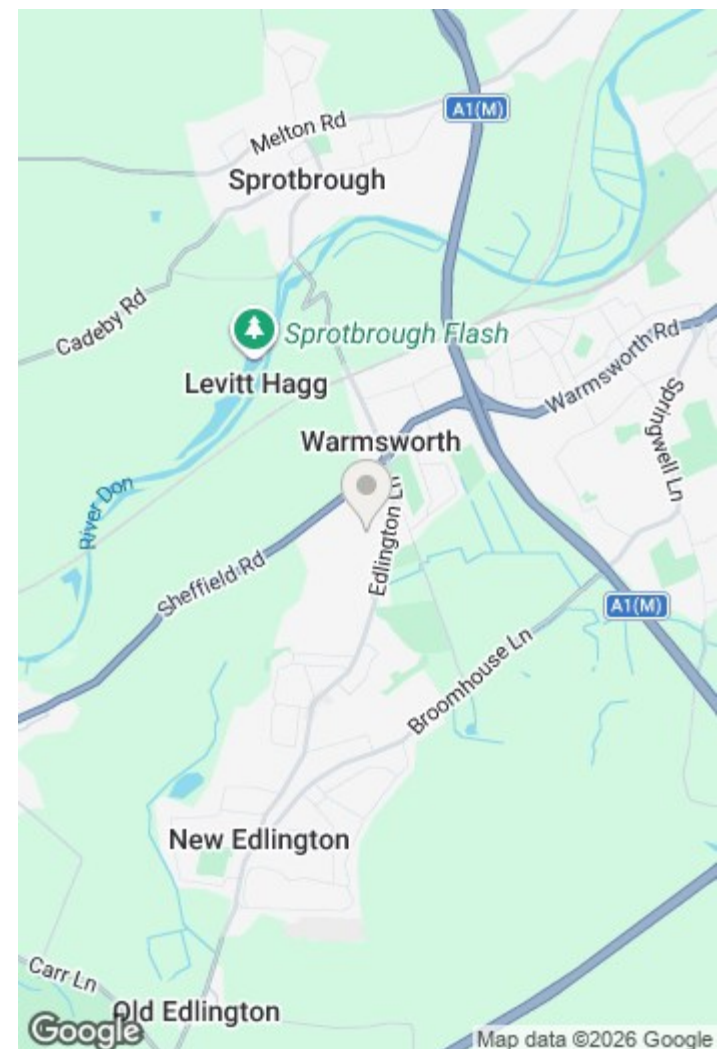 A1(M)
Melton Rd
Sprotbrough
Cadeby Rd
Sprotbrough Flash
Levitt Hagg
Warmsworth Rd
Springwell Ln
Warmsworth
River Don
Edlington Ln
Sheffield Rd
A1(M)
Broomhouse Ln
New Edlington
Carr Ln
Old Edlington
Google
Map data ©2026 Google